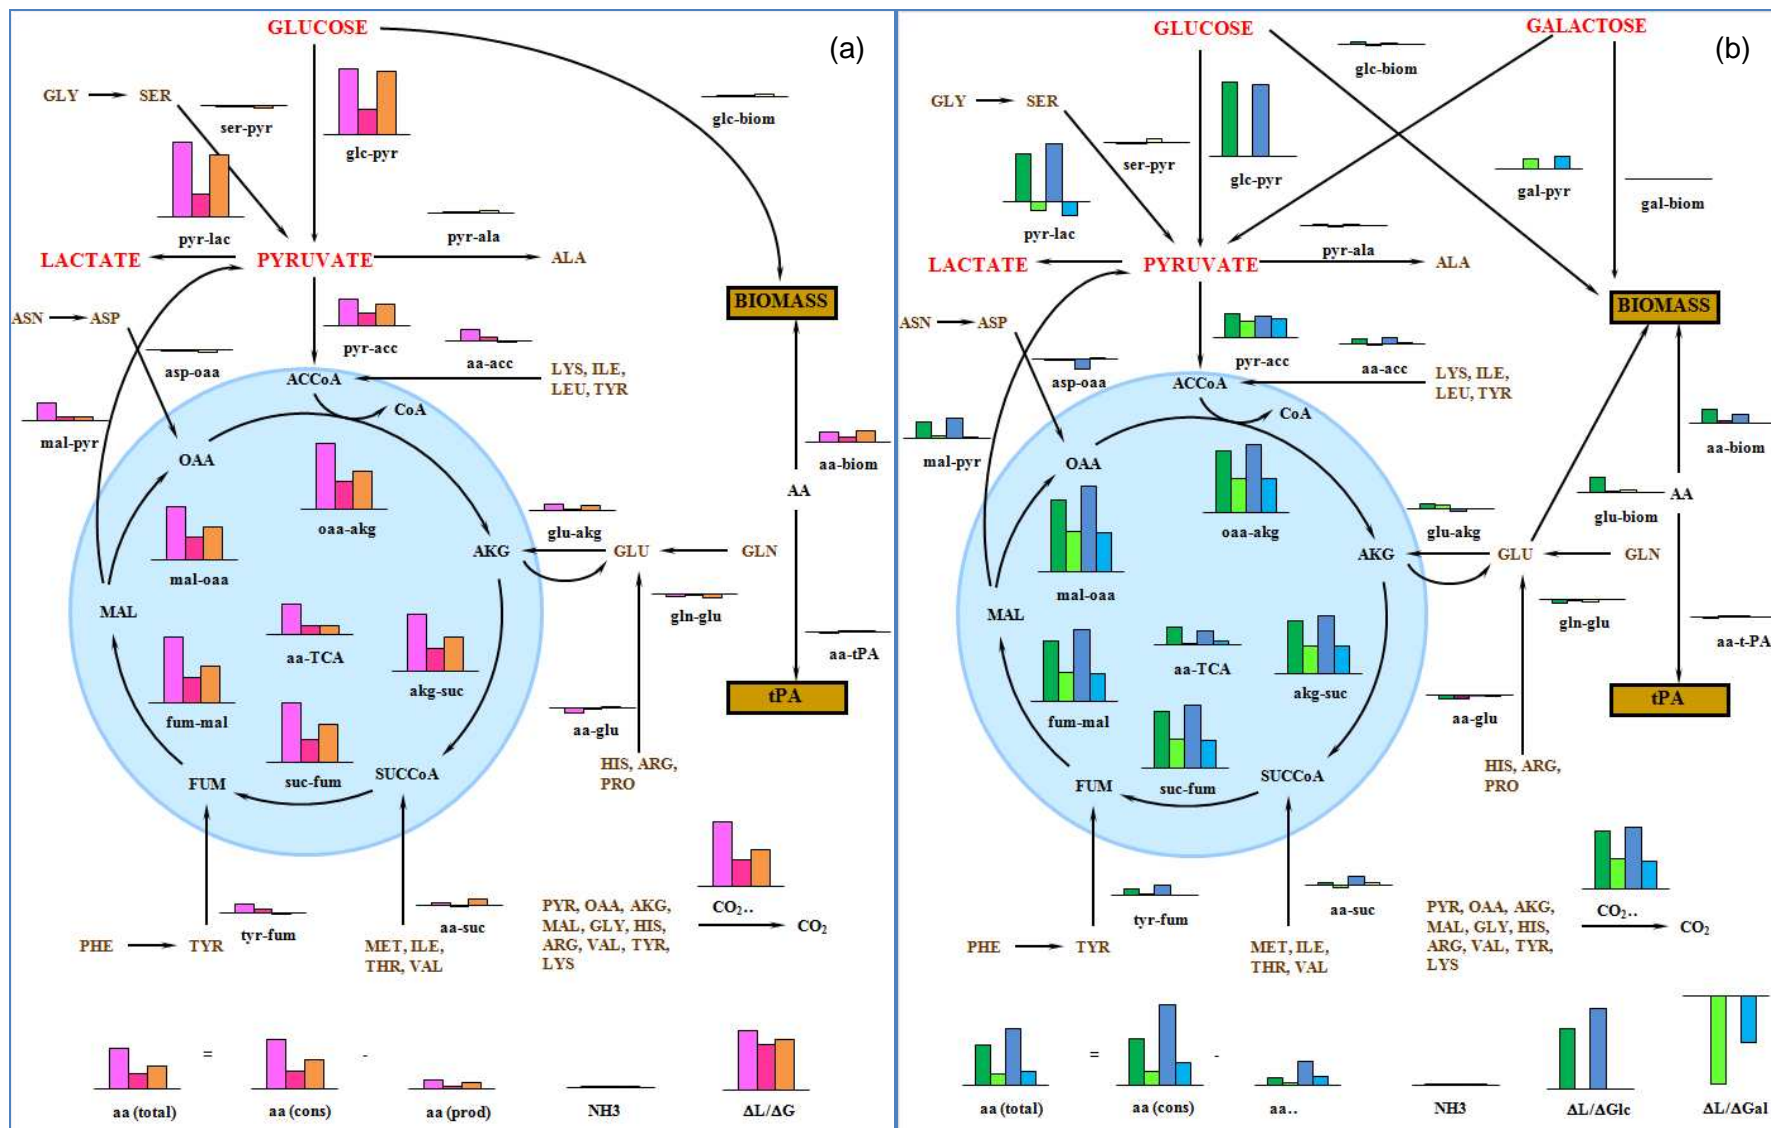 GLUCOSE
(a)
GLY
SER
ser-pyr
glc-pyr
glc-biom
pyr-lac
pyr-ala
LACTATE
PYRUVATE
ALA
BIOMASS
ASN
ASP
pyr-acc
aa-acc
asp-oaa
ACCoA
LYS, ILE,
LEU, TYR
CoA
mal-pyr
OAA
aa-biom
oaa-akg
AA
glu-akg
mal-oaa
AKG
GLU
GLN
MAL
gln-glu
aa-TCA
aa-tPA
akg-suc
fum-mal
tPA
aa-glu
suc-fum
SUCCoA
FUM
HIS, ARG,
PRO
CO2..
PYR, OAA, AKG,
MAL, GLY, HIS,
ARG, VAL, TYR,
LYS
CO2
tyr-fum
aa-suc
PHE
TYR
MET, ILE,
THR, VAL
=
-
aa (total)
aa (cons)
aa (prod)
NH3
ΔL/ΔG
GLUCOSE
GALACTOSE
(b)
glc-biom
GLY
SER
ser-pyr
glc-pyr
gal-pyr
gal-biom
pyr-lac
pyr-ala
LACTATE
PYRUVATE
ALA
BIOMASS
ASN
ASP
pyr-acc
aa-acc
asp-oaa
ACCoA
LYS, ILE,
LEU, TYR
CoA
mal-pyr
OAA
aa-biom
oaa-akg
AA
glu-biom
glu-akg
mal-oaa
AKG
GLU
GLN
MAL
gln-glu
aa-TCA
aa-t-PA
akg-suc
fum-mal
tPA
aa-glu
suc-fum
SUCCoA
FUM
HIS, ARG,
PRO
CO2..
PYR, OAA, AKG,
MAL, GLY, HIS,
ARG, VAL, TYR,
LYS
CO2
tyr-fum
aa-suc
PHE
TYR
MET, ILE,
THR, VAL
=
-
aa (total)
aa (cons)
aa..
NH3
ΔL/ΔGlc
ΔL/ΔGal